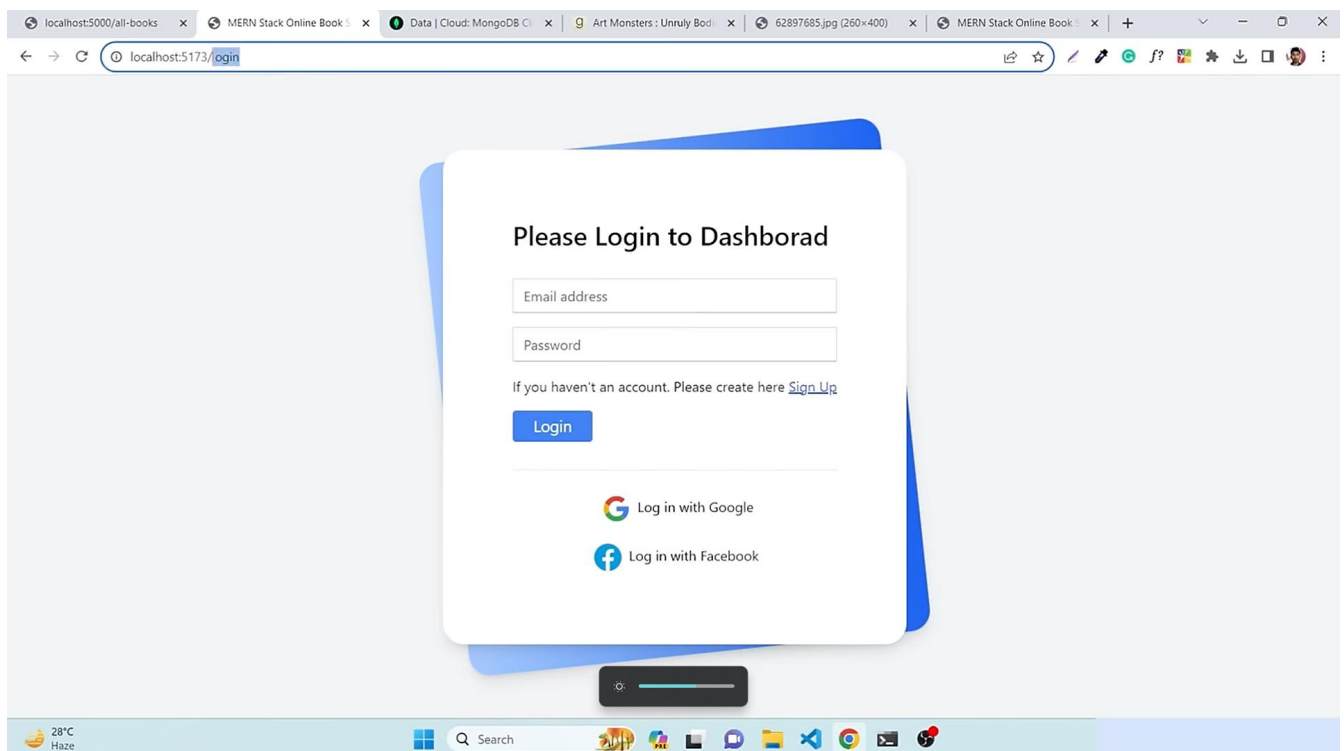 localhost:5000/all-books
MERN Stack Online Book S
Data | Cloud: MongoDB Cl
Art Monsters : Unruly Bodi
62897685.jpg (260×400)
MERN Stack Online Book S
localhost:5173/login
Please Login to Dashborad
Email address
Password
If you haven't an account. Please create here Sign Up
Login
Log in with Google
Log in with Facebook
28°C
Haze
Search
PRE